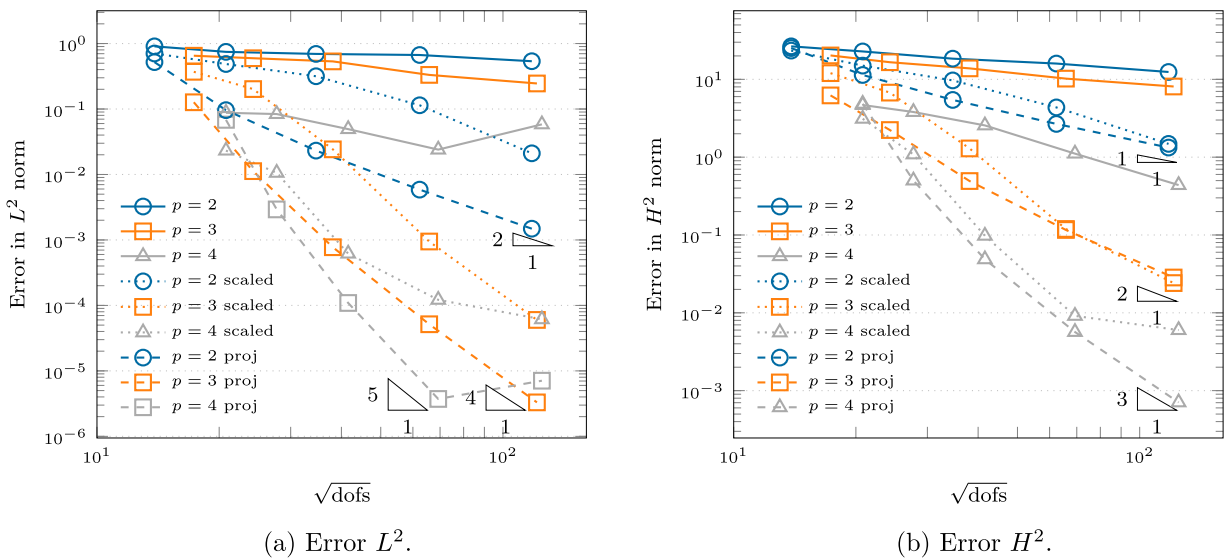 10^0
10^{-1}
10^{-2}
10^{-3}
10^{-4}
10^{-5}
10^{-6}
Error in L^2 norm
p = 2
p = 3
p = 4
p = 2 scaled
p = 3 scaled
p = 4 scaled
p = 2 proj
p = 3 proj
p = 4 proj
2
1
5
1
4
1
10^1
10^2
√dofs
(a) Error L^2.
10^1
10^0
10^{-1}
10^{-2}
10^{-3}
Error in H^2 norm
p = 2
p = 3
p = 4
p = 2 scaled
p = 3 scaled
p = 4 scaled
p = 2 proj
p = 3 proj
p = 4 proj
1
1
2
1
3
1
10^1
10^2
√dofs
(b) Error H^2.